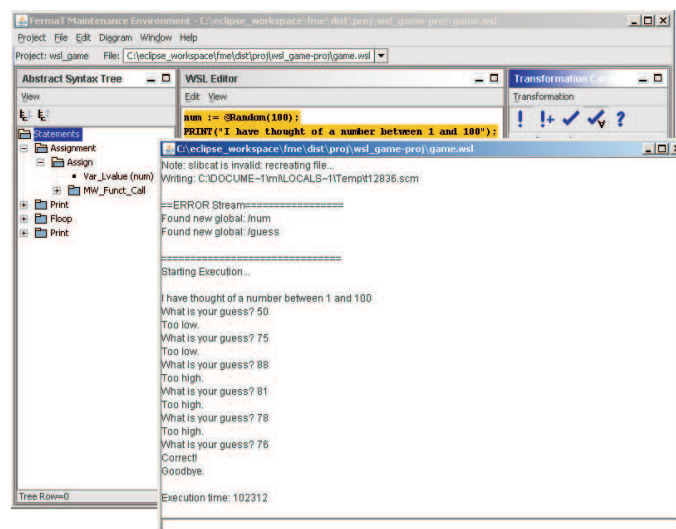 FermaT Maintenance Environment - C:\eclipse_workspace\fme\dist\proj\wsl_game-proj\game.wsl
Project File Edit Diagram Window Help
Project: wsl_game File: C:\eclipse_workspace\fme\dist\proj\wsl_game-proj\game.wsl
Abstract Syntax Tree
View
Statements
Assignment
Assign
Var_Lvalue (num)
MW_Funct_Call
Print
Floop
Print
Tree Row=0
WSL Editor
Edit View
num := @Random(100);
PRINT("I have thought of a number between 1 and 100");
Transformation
Transformation
C:\eclipse_workspace\fme\dist\proj\wsl_game-proj\game.wsl
Note: slibcat is invalid: recreating file...
Writing: C:\DOCUME~1\ml\LOCALS~1\Temp\t12836.scm
==ERROR Stream=================
Found new global: /num
Found new global: /guess
==============================
Starting Execution...
I have thought of a number between 1 and 100
What is your guess? 50
Too low.
What is your guess? 75
Too low.
What is your guess? 88
Too high.
What is your guess? 81
Too high.
What is your guess? 78
Too high.
What is your guess? 76
Correct!
Goodbye.
Execution time: 102312